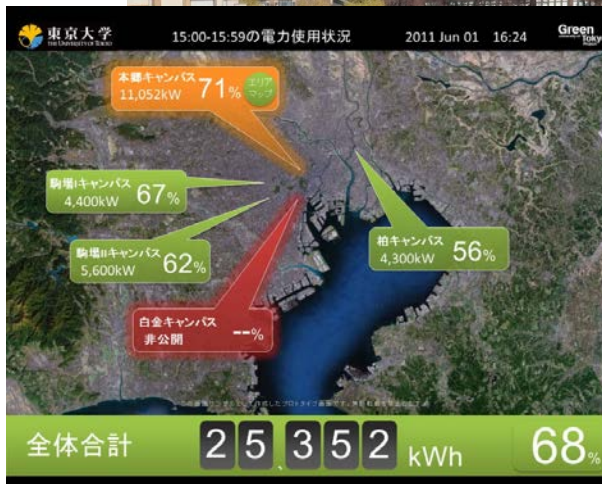 東京大学
THE UNIVERSITY OF TOKYO
15:00-15:59の電力使用状況
2011 Jun 01 16:24
Green
Tokyo
本郷キャンパス
11,052kW 71%
エリア
マップ
駒場Iキャンパス
4,400kW 67%
駒場IIキャンパス
5,600kW 62%
柏キャンパス
4,300kW 56%
白金キャンパス
非公開 --%
全体合計 25,352 kWh 68%